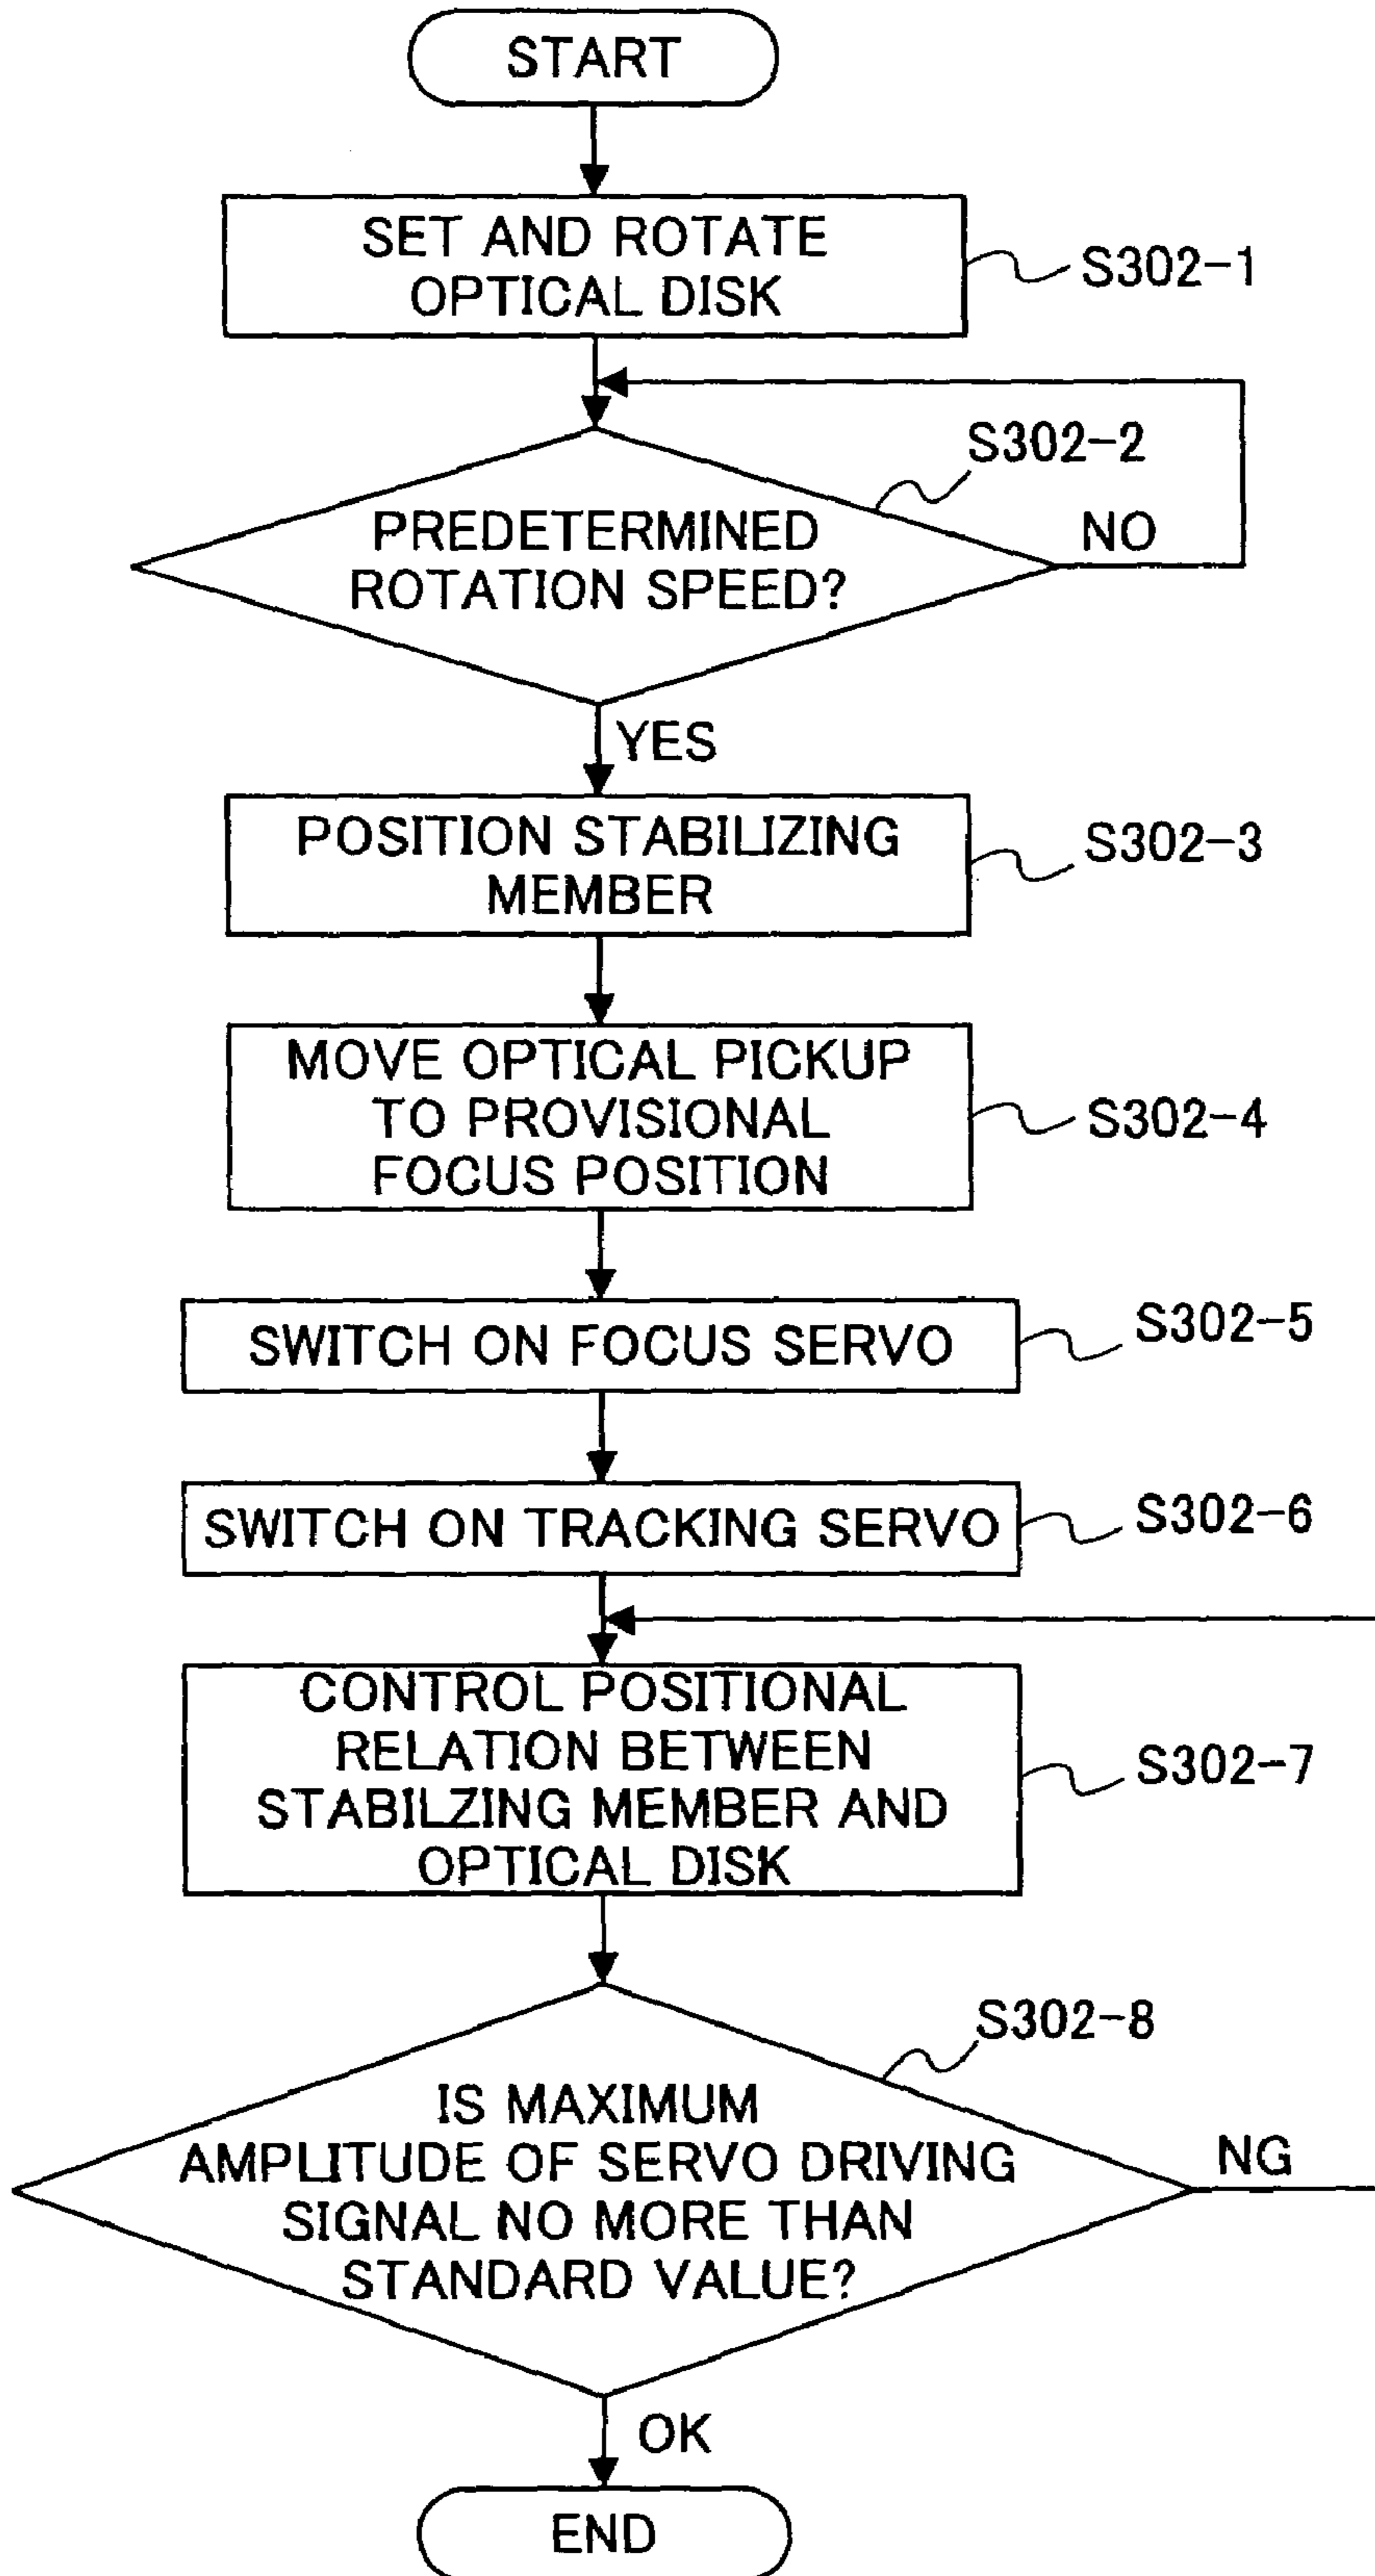 START
SET AND ROTATE
OPTICAL DISK
S302-1
S302-2
PREDETERMINED
ROTATION SPEED?
NO
YES
POSITION STABILIZING
MEMBER
S302-3
MOVE OPTICAL PICKUP
TO PROVISIONAL
FOCUS POSITION
S302-4
SWITCH ON FOCUS SERVO
S302-5
SWITCH ON TRACKING SERVO
S302-6
CONTROL POSITIONAL
RELATION BETWEEN
STABILZING MEMBER AND
OPTICAL DISK
S302-7
S302-8
IS MAXIMUM
AMPLITUDE OF SERVO DRIVING
SIGNAL NO MORE THAN
STANDARD VALUE?
NG
OK
END